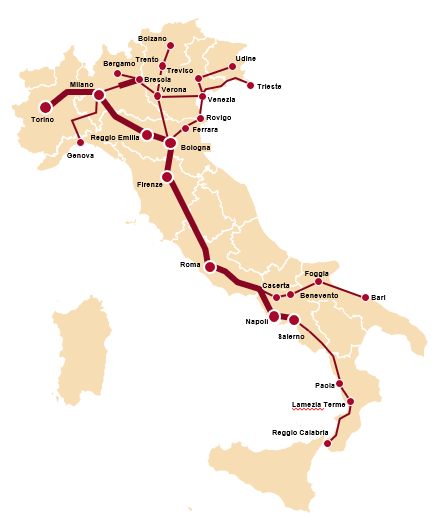 Bolzano
Trento
Udine
Bergamo
Treviso
Brescia
Milano
Trieste
Verona
Venezia
Torino
Rovigo
Ferrara
Reggio Emilia
Bologna
Genova
Firenze
Roma
Foggia
Caserta
Benevento
Bari
Napoli
Salerno
Paola
Lamezia Terme
Reggio Calabria